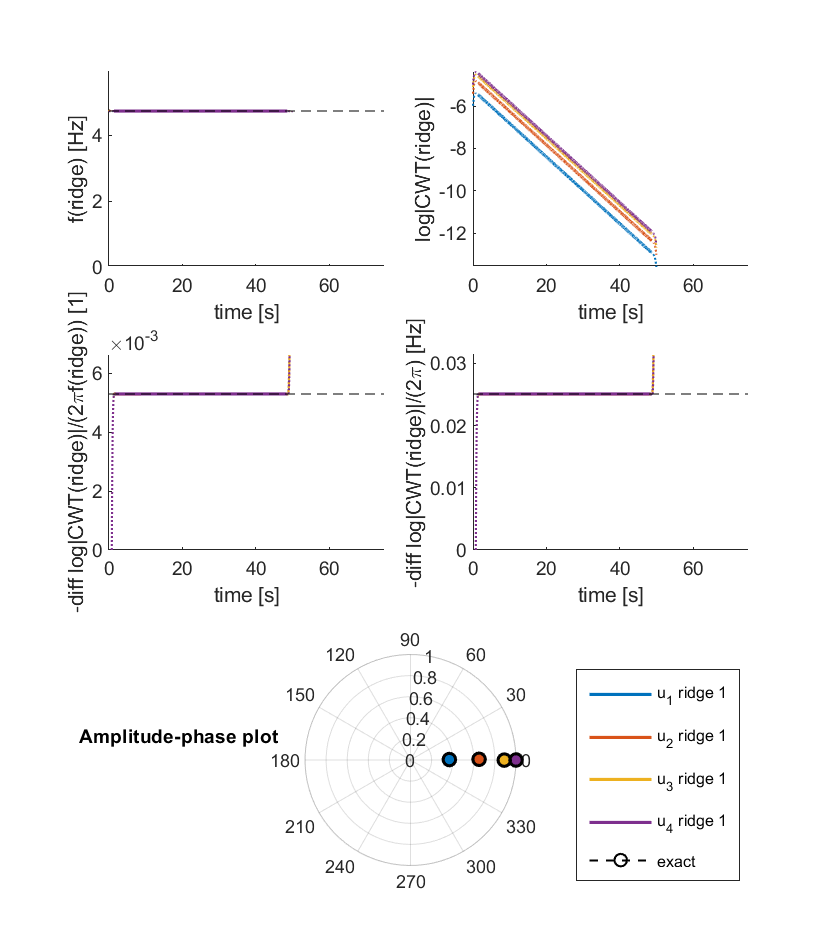 f(ridge) [Hz]
4
2
0
0 20 40 60
time [s]
log|CWT(ridge)|
-6
-8
-10
-12
0 20 40 60
time [s]
-diff log|CWT(ridge)|/(2πf(ridge)) [1]
×10⁻³
6
4
2
0
0 20 40 60
time [s]
-diff log|CWT(ridge)|/(2π) [Hz]
0.03
0.02
0.01
0
0 20 40 60
time [s]
Amplitude-phase plot
90
120 60
150 30
180 0
210 330
240 300
270
1
0.8
0.6
0.4
0.2
0
u₁ ridge 1
u₂ ridge 1
u₃ ridge 1
u₄ ridge 1
exact